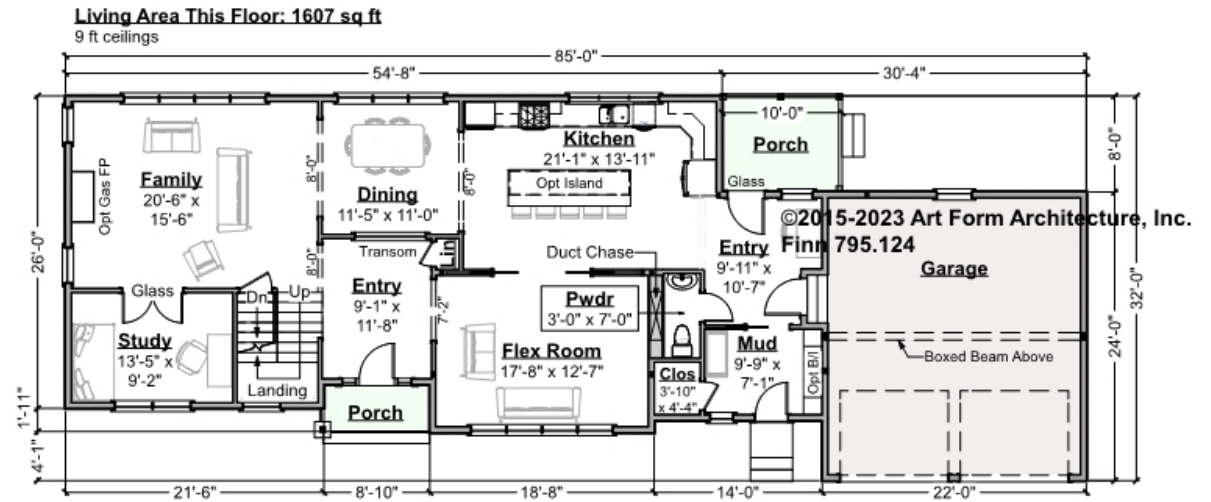 Living Area This Floor: 1607 sq ft
9 ft ceilings
85'-0"
54'-8"
30'-4"
10'-0"
Porch
Glass
8'-0"
Kitchen
21'-1" x 13'-11"
Opt Island
Family
20'-6" x
15'-6"
Opt Gas FP
8'-0"
Dining
11'-5" x 11'-0"
8'-0"
©2015-2023 Art Form Architecture, Inc.
Finn 795.124
Garage
26'-0"
32'-0"
24'-0"
Transom
Lin
Duct Chase
Entry
9'-11" x
10'-7"
8'-0"
Glass
Dn
Up
Entry
9'-1" x
11'-8"
7'-2"
Pwdr
3'-0" x 7'-0"
Study
13'-5" x
9'-2"
Flex Room
17'-8" x 12'-7"
Mud
9'-9" x
7'-1"
Boxed Beam Above
Opt B/I
Clos
3'-10"
x 4'-4"
Landing
Porch
1'-11"
4'-1"
21'-6"
8'-10"
18'-8"
14'-0"
22'-0"